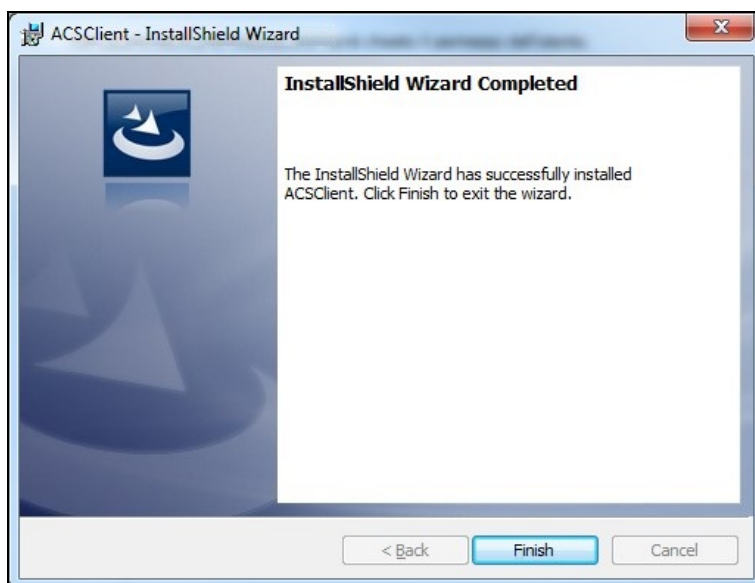 ACSClient - InstallShield Wizard
InstallShield Wizard Completed
The InstallShield Wizard has successfully installed
ACSClient. Click Finish to exit the wizard.
< Back
Finish
Cancel